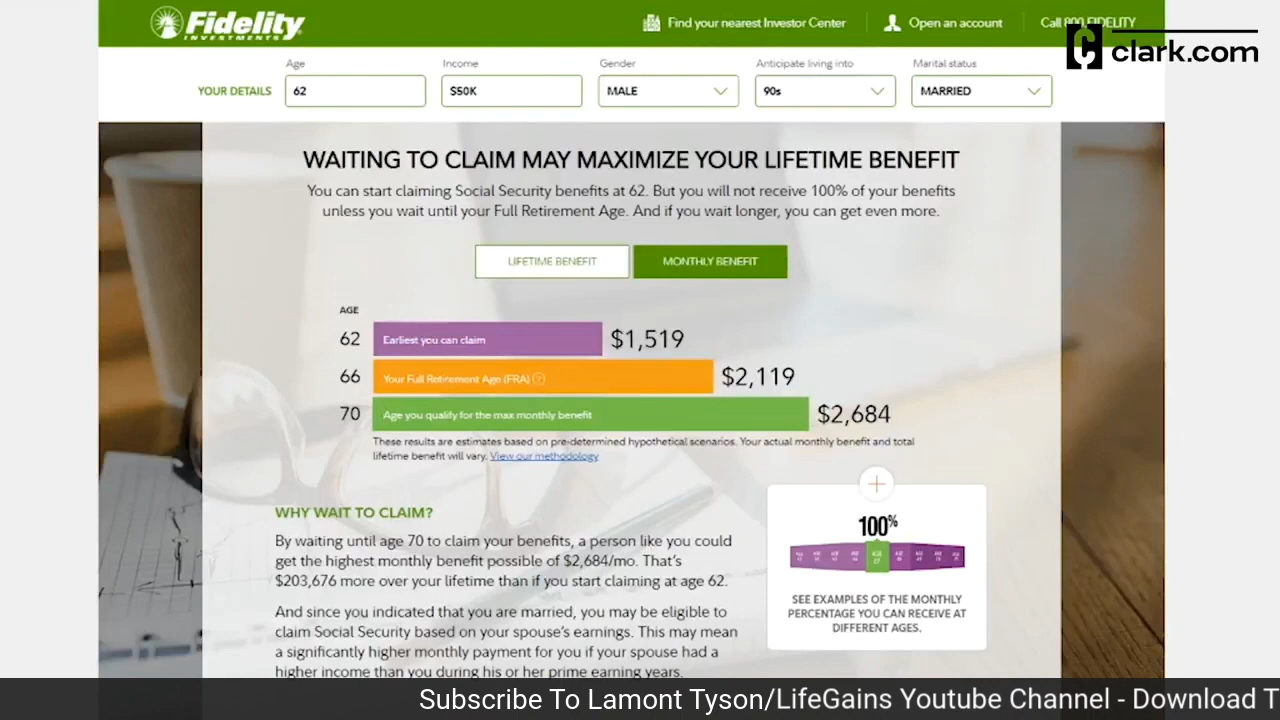 Fidelity
INVESTMENTS
Find your nearest Investor Center
Open an account
Call 800 FIDELITY
clark.com
YOUR DETAILS
Age
62
Income
$50K
Gender
MALE
Anticipate living into
90s
Marital status
MARRIED
WAITING TO CLAIM MAY MAXIMIZE YOUR LIFETIME BENEFIT
You can start claiming Social Security benefits at 62. But you will not receive 100% of your benefits
unless you wait until your Full Retirement Age. And if you wait longer, you can get even more.
LIFETIME BENEFIT
MONTHLY BENEFIT
AGE
62 Earliest you can claim $1,519
66 Your Full Retirement Age (FRA) ? $2,119
70 Age you qualify for the max monthly benefit $2,684
These results are estimates based on pre-determined hypothetical scenarios. Your actual monthly benefit and total
lifetime benefit will vary. View our methodology
WHY WAIT TO CLAIM?
By waiting until age 70 to claim your benefits, a person like you could
get the highest monthly benefit possible of $2,684/mo. That's
$203,676 more over your lifetime than if you start claiming at age 62.
And since you indicated that you are married, you may be eligible to
claim Social Security based on your spouse's earnings. This may mean
a significantly higher monthly payment for you if your spouse had a
higher income than you during his or her prime earning years.
100%
SEE EXAMPLES OF THE MONTHLY
PERCENTAGE YOU CAN RECEIVE AT
DIFFERENT AGES.
Subscribe To Lamont Tyson/LifeGains Youtube Channel - Download T